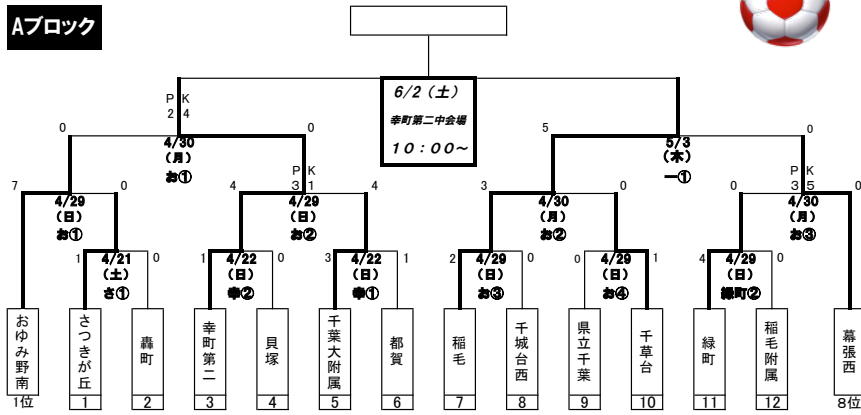 Aブロック
6/2（土）
幸町第二中会場
10：00～
P K
2 4
0
4/30
（月）
お①
0
5
5/3
（木）
一①
0
7
4/29
（日）
お①
0
4
P K
3 1
4/29
（日）
お②
4
3
4/30
（月）
お②
0
0
P K
3 5
4/30
（月）
お③
0
1
4/21
（土）
さ①
0
1
4/22
（日）
幸②
0
3
4/22
（日）
幸①
1
2
4/29
（日）
お③
0
0
4/29
（日）
お④
1
4
4/29
（日）
緑町②
0
おゆみ野南
さつきが丘
轟町
幸町第二
貝塚
千葉大附属
都賀
稲毛
千城台西
県立千葉
千草台
緑町
稲毛附属
幕張西
1位 1 2 3 4 5 6 7 8 9 10 11 12 8位